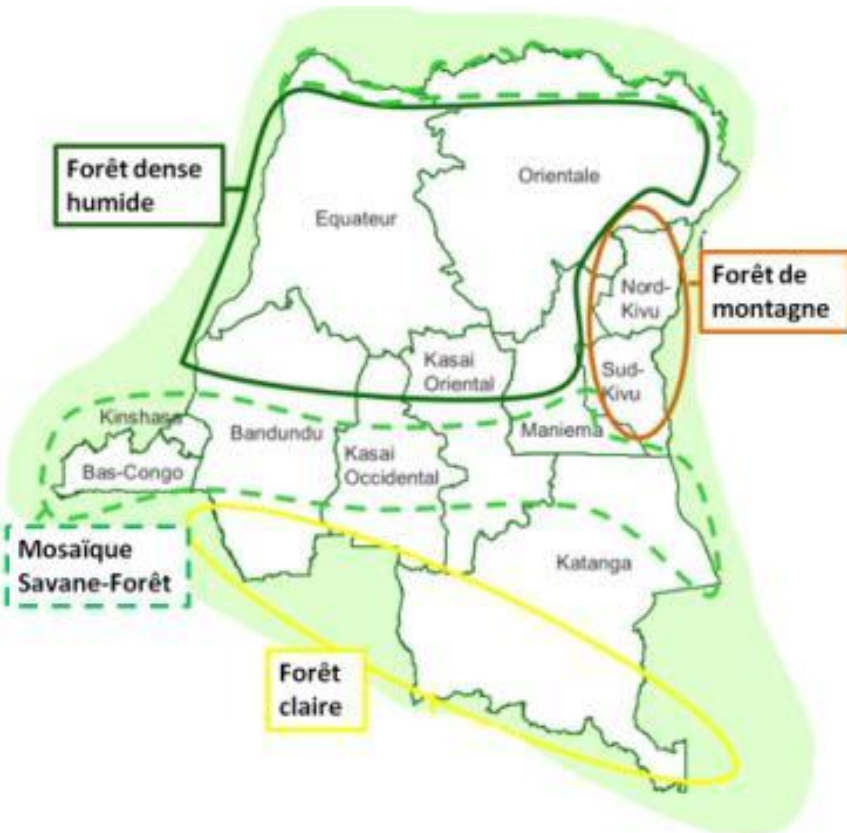 Forêt dense
humide
Orientale
Equateur
Forêt de
montagne
Nord-
Kivu
Kasai
Oriental
Sud-
Kivu
Kinshasa
Bandundu
Maniema
Kasai
Occidental
Bas-Congo
Mosaïque
Savane-Forêt
Katanga
Forêt
claire